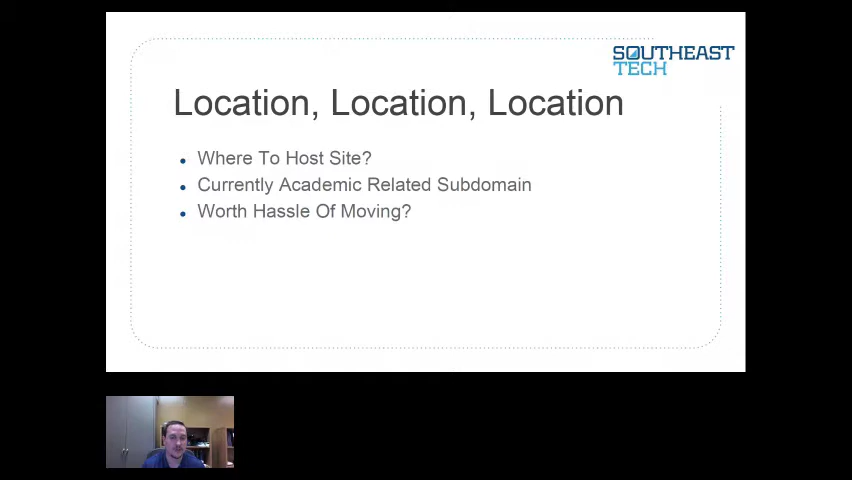 SOUTHEAST
TECH
Location, Location, Location
Where To Host Site?
Currently Academic Related Subdomain
Worth Hassle Of Moving?